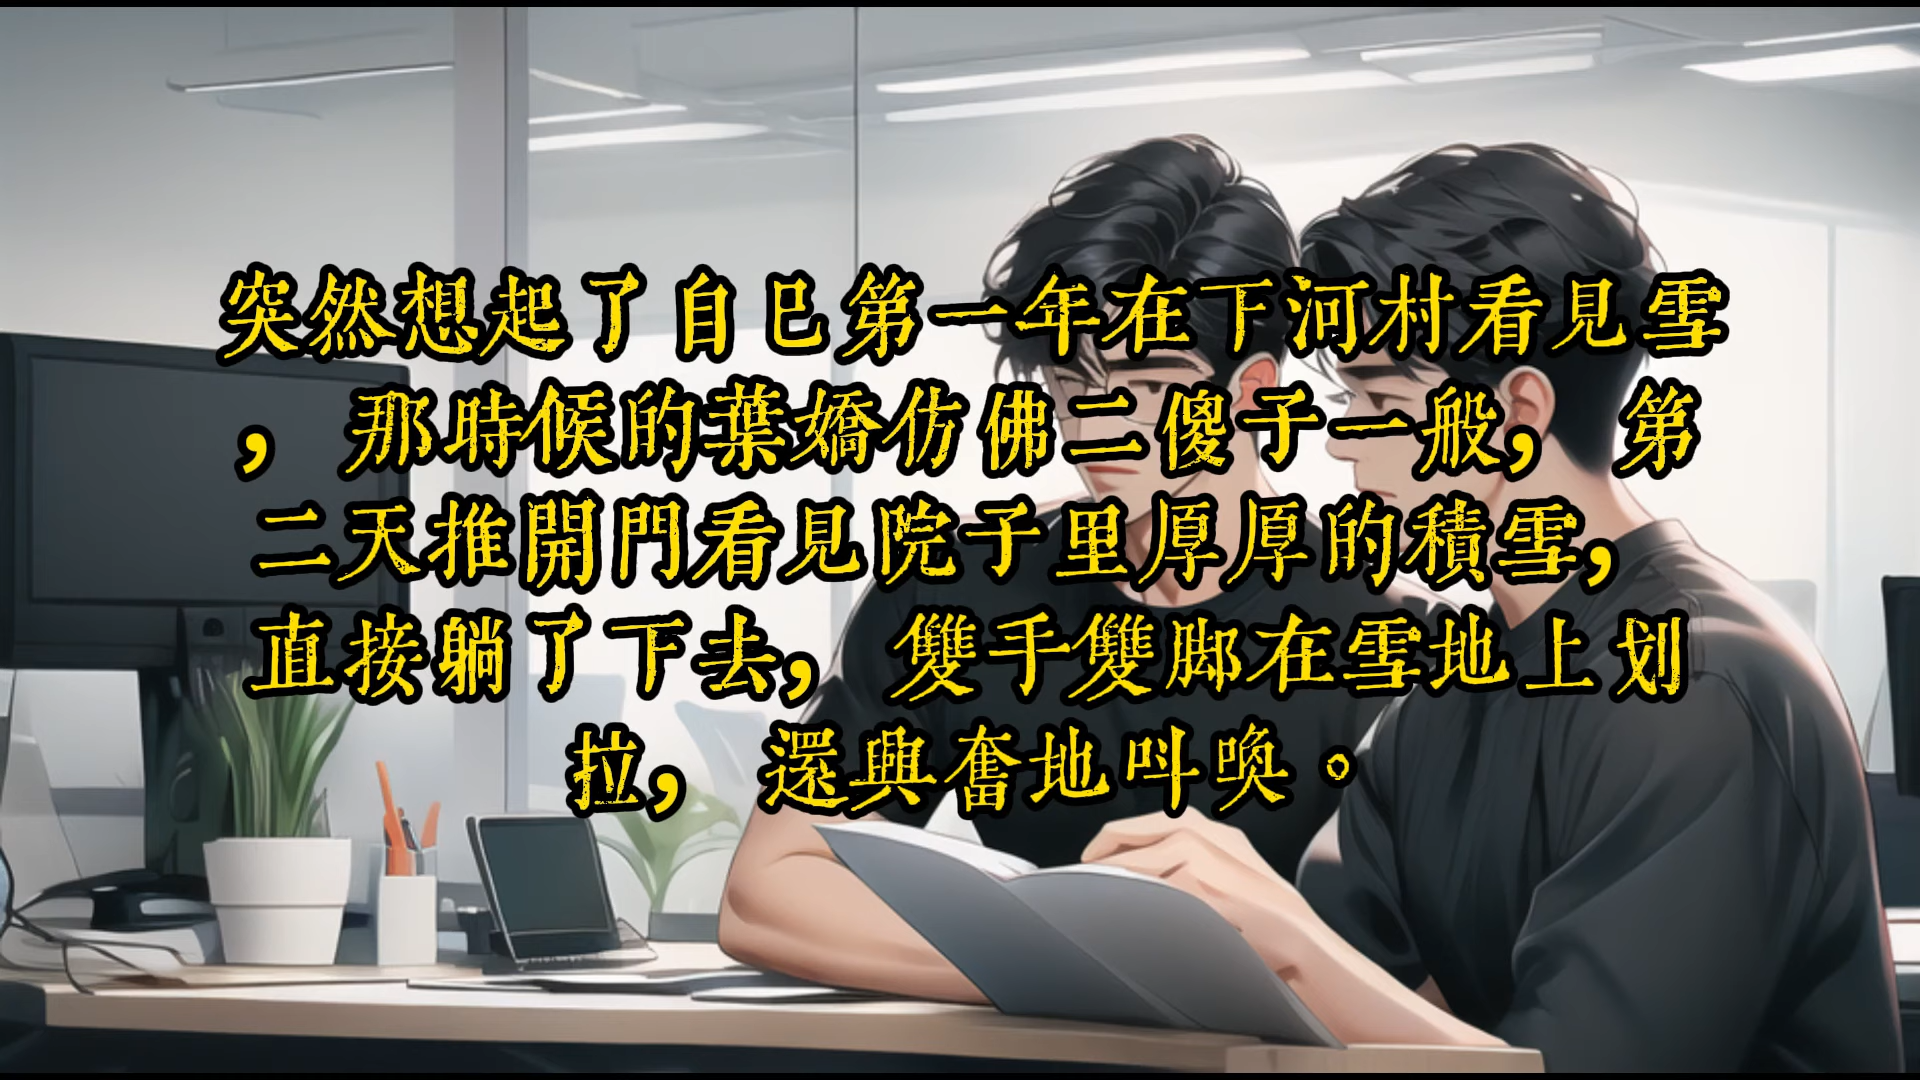 突然想起了自己第一年在下河村看見雪
，那時候的葉嬌仿佛二傻子一般，第
二天推開門看見院子里厚厚的積雪，
直接躺了下去，雙手雙脚在雪地上划
拉，還興奮地叫喚。